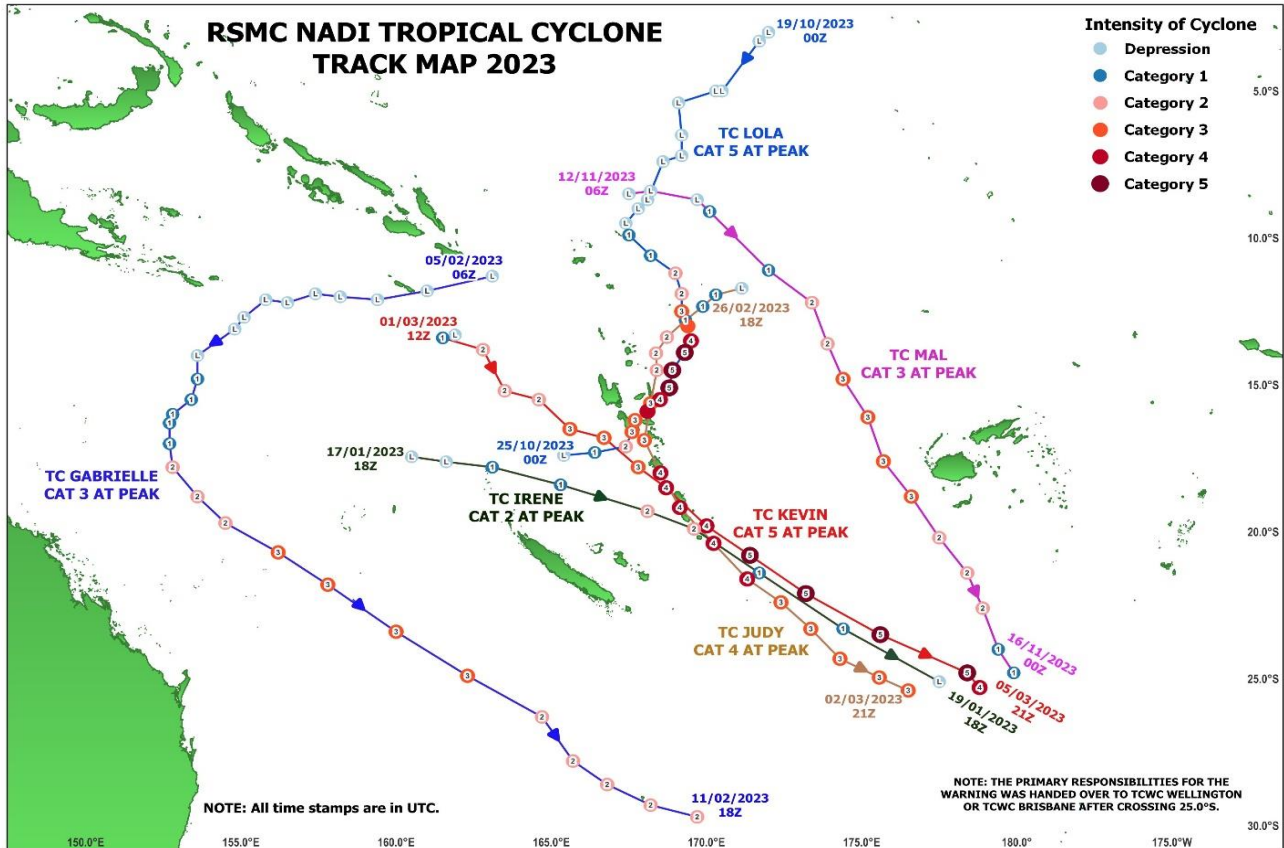 RSMC NADI TROPICAL CYCLONE
TRACK MAP 2023
19/10/2023
00Z
Intensity of Cyclone
Depression
Category 1
Category 2
Category 3
Category 4
Category 5
5.0°S
TC LOLA
CAT 5 AT PEAK
12/11/2023
06Z
10.0°S
05/02/2023
06Z
26/02/2023
18Z
01/03/2023
12Z
TC MAL
CAT 3 AT PEAK
15.0°S
17/01/2023
18Z
25/10/2023
00Z
TC GABRIELLE
CAT 3 AT PEAK
TC IRENE
CAT 2 AT PEAK
TC KEVIN
CAT 5 AT PEAK
20.0°S
TC JUDY
CAT 4 AT PEAK
16/11/2023
00Z
25.0°S
02/03/2023
21Z
19/01/2023
18Z
05/03/2023
21Z
NOTE: THE PRIMARY RESPONSIBILITIES FOR THE
WARNING WAS HANDED OVER TO TCWC WELLINGTON
OR TCWC BRISBANE AFTER CROSSING 25.0°S.
NOTE: All time stamps are in UTC.
11/02/2023
18Z
30.0°S
150.0°E
155.0°E
160.0°E
165.0°E
170.0°E
175.0°E
180.0°E
175.0°W